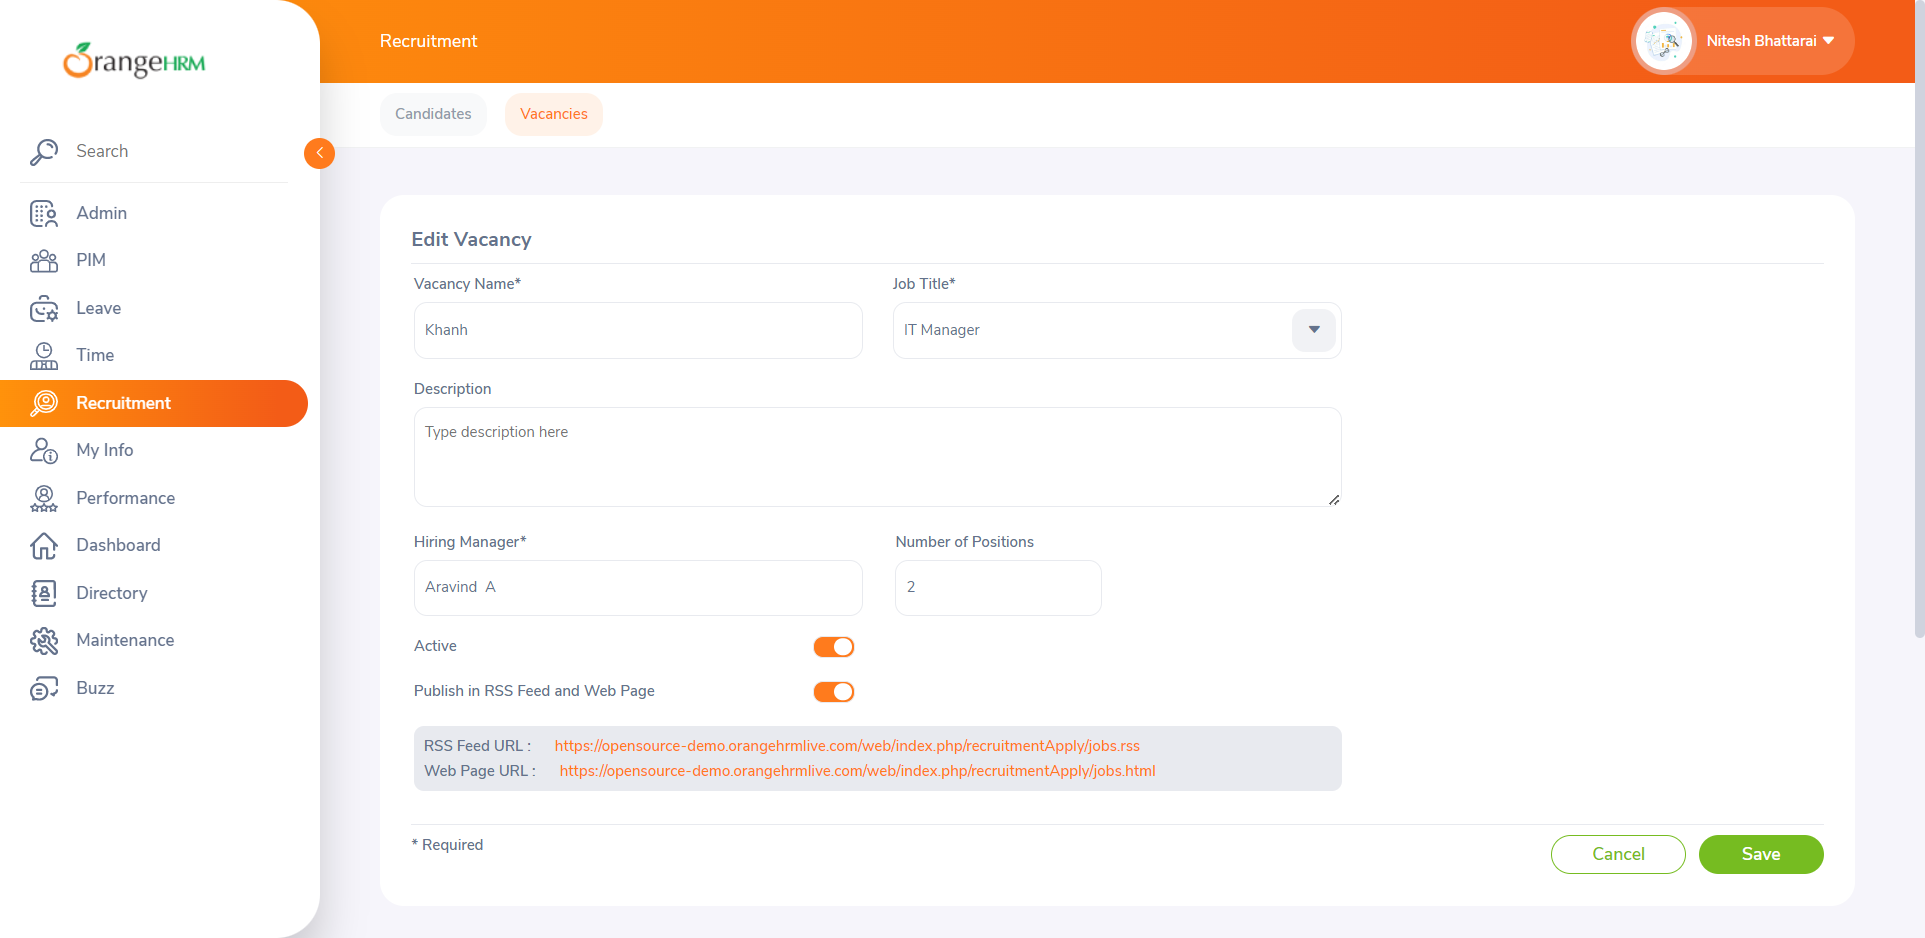 OrangeHRM
Recruitment
Nitesh Bhattarai
Candidates
Vacancies
Search
Admin
PIM
Leave
Time
Recruitment
My Info
Performance
Dashboard
Directory
Maintenance
Buzz
Edit Vacancy
Vacancy Name*
Job Title*
Khanh
IT Manager
Description
Type description here
Hiring Manager*
Number of Positions
Aravind  A
2
Active
Publish in RSS Feed and Web Page
RSS Feed URL : https://opensource-demo.orangehrmlive.com/web/index.php/recruitmentApply/jobs.rss
Web Page URL : https://opensource-demo.orangehrmlive.com/web/index.php/recruitmentApply/jobs.html
* Required
Cancel
Save